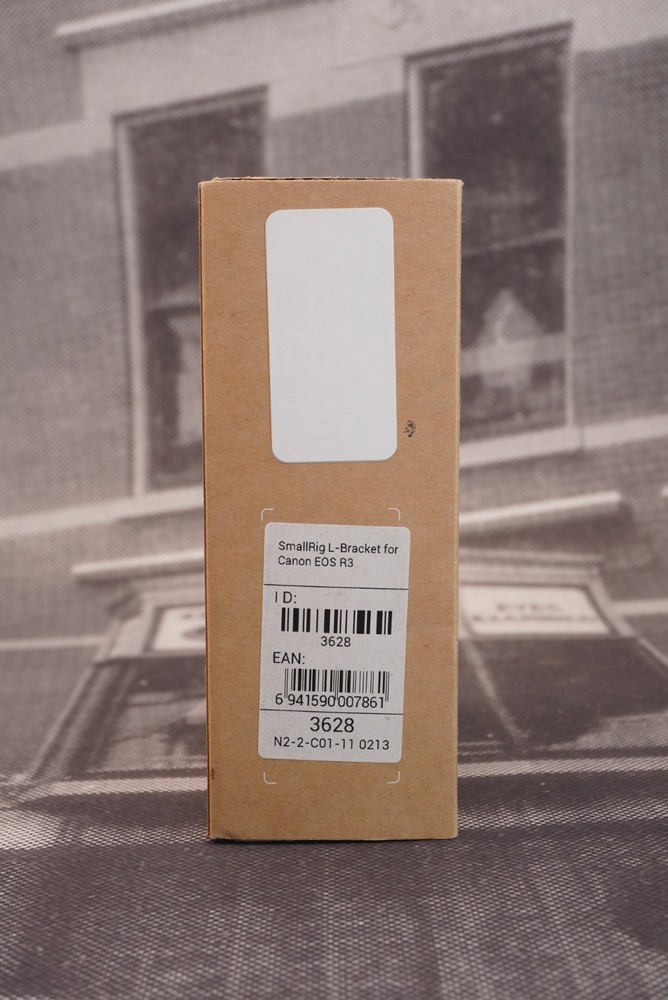 SmallRig L-Bracket for
Canon EOS R3
ID:
3628
EAN:
6 941590 007861
3628
N2-2-C01-11 0213